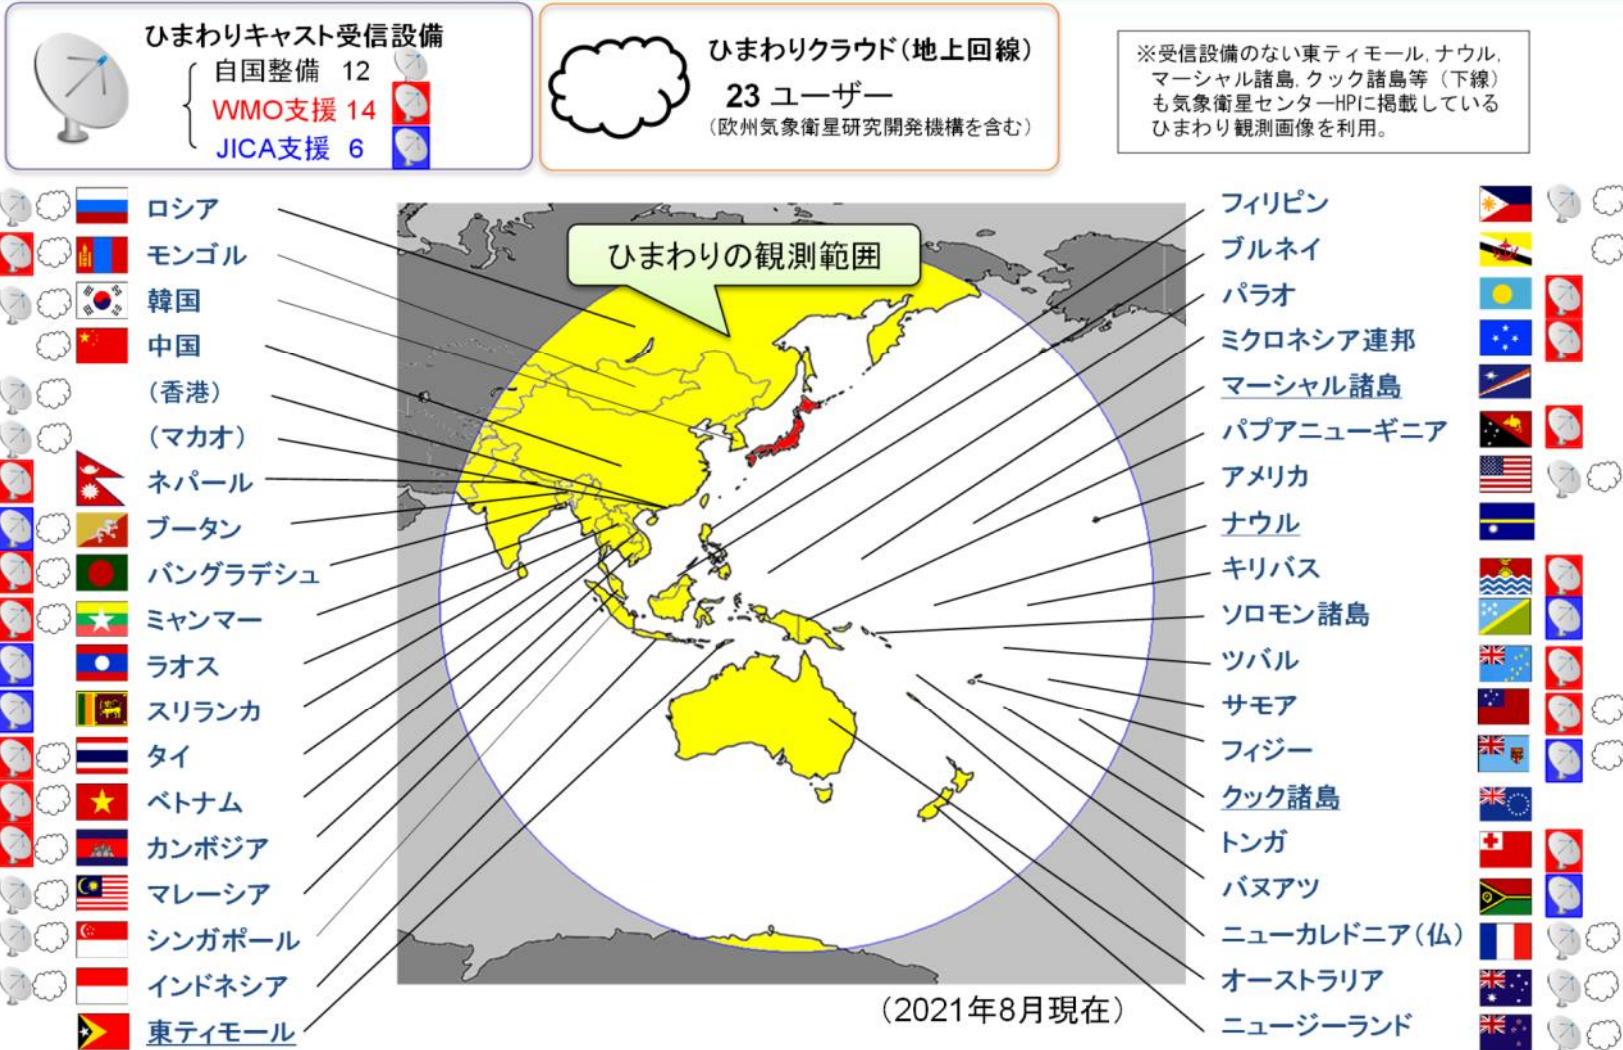 ひまわりキャスト受信設備
自国整備 12
WMO支援 14
JICA支援 6
ひまわりクラウド(地上回線)
23 ユーザー
(欧州気象衛星研究開発機構を含む)
※受信設備のない東ティモール,ナウル,
マーシャル諸島,クック諸島等(下線)
も気象衛星センターHPに掲載している
ひまわり観測画像を利用。
ひまわりの観測範囲
ロシア
モンゴル
韓国
中国
(香港)
(マカオ)
ネパール
ブータン
バングラデシュ
ミャンマー
ラオス
スリランカ
タイ
ベトナム
カンボジア
マレーシア
シンガポール
インドネシア
東ティモール
フィリピン
ブルネイ
パラオ
ミクロネシア連邦
マーシャル諸島
パプアニューギニア
アメリカ
ナウル
キリバス
ソロモン諸島
ツバル
サモア
フィジー
クック諸島
トンガ
バヌアツ
ニューカレドニア(仏)
オーストラリア
ニュージーランド
(2021年8月現在)